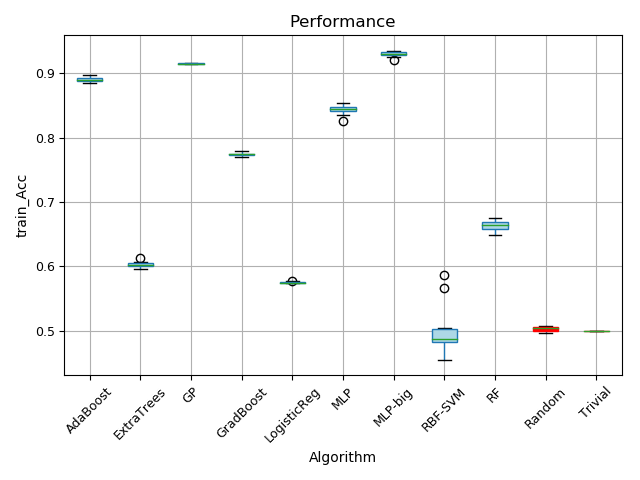 Performance
train_Acc
0.9
0.8
0.7
0.6
0.5
AdaBoost
ExtraTrees
GP
GradBoost
LogisticReg
MLP
MLP-big
RBF-SVM
RF
Random
Trivial
Algorithm